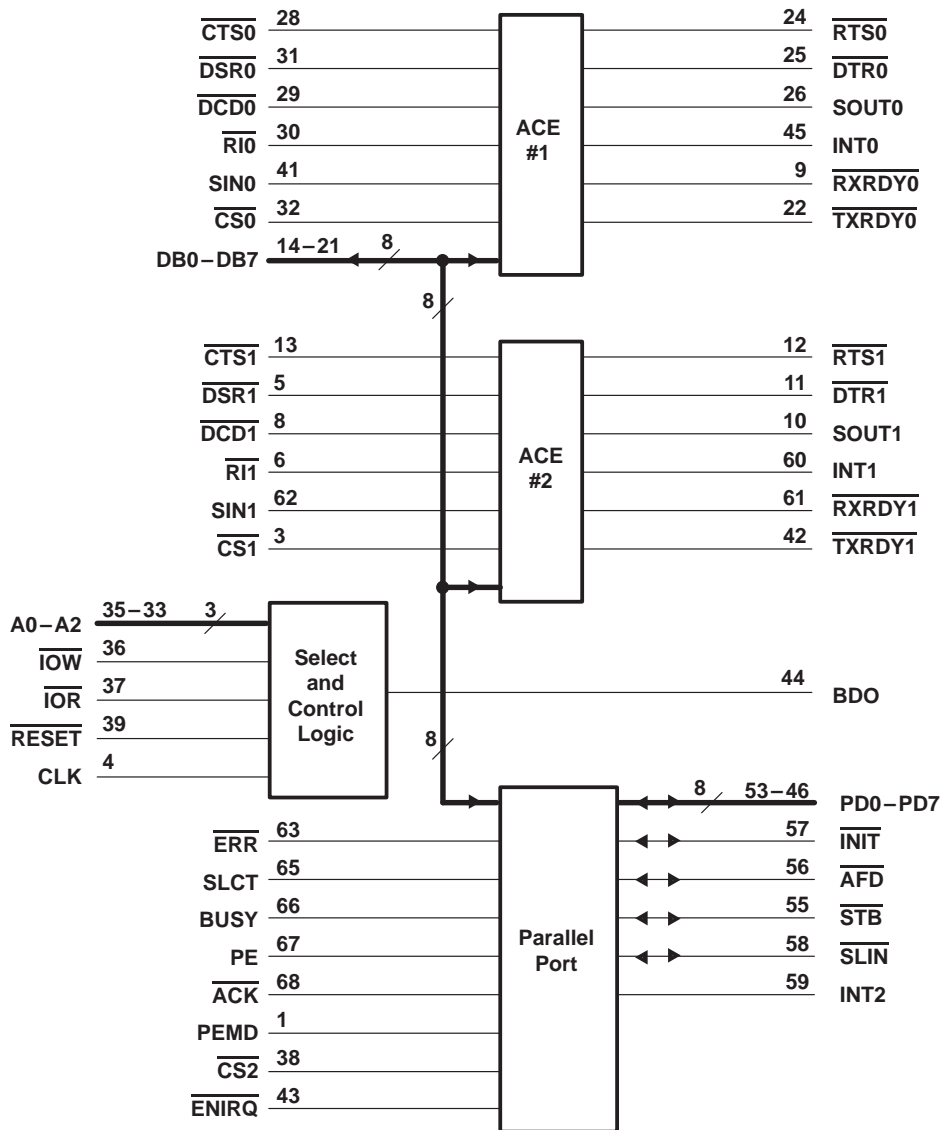 CTS0 28 24 RTS0
DSR0 31 25 DTR0
DCD0 29 26 SOUT0
RI0 30 45 INT0
SIN0 41 9 RXRDY0
CS0 32 22 TXRDY0
ACE
#1
DB0–DB7 14–21 8
8
CTS1 13 12 RTS1
DSR1 5 11 DTR1
DCD1 8 10 SOUT1
RI1 6 60 INT1
SIN1 62 61 RXRDY1
CS1 3 42 TXRDY1
ACE
#2
A0–A2 35–33 3
IOW 36
IOR 37
RESET 39
CLK 4
Select
and
Control
Logic
44 BDO
8
8 53–46 PD0–PD7
ERR 63 57 INIT
SLCT 65 56 AFD
BUSY 66 55 STB
PE 67 58 SLIN
ACK 68 59 INT2
PEMD 1
CS2 38
ENIRQ 43
Parallel
Port